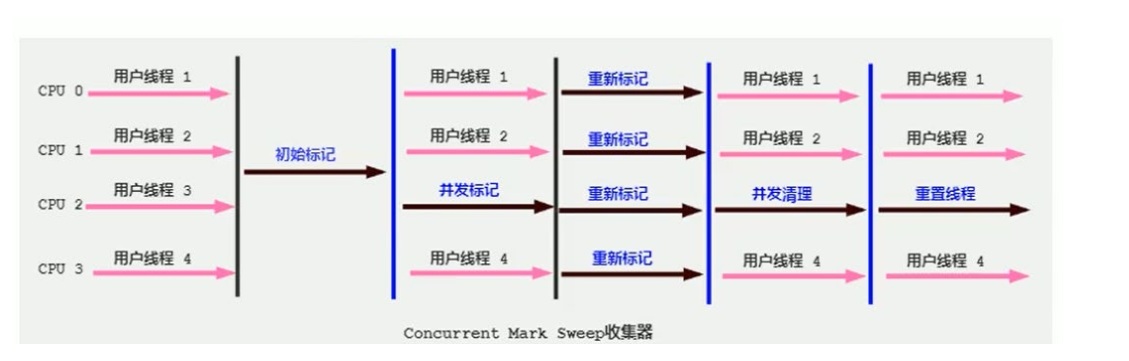 CPU 0 用户线程 1 用户线程 1 重新标记 用户线程 1 用户线程 1
CPU 1 用户线程 2 初始标记 用户线程 2 重新标记 用户线程 2 用户线程 2
CPU 2 用户线程 3 并发标记 重新标记 并发清理 重置线程
CPU 3 用户线程 4 用户线程 4 重新标记 用户线程 4 用户线程 4
Concurrent Mark Sweep收集器